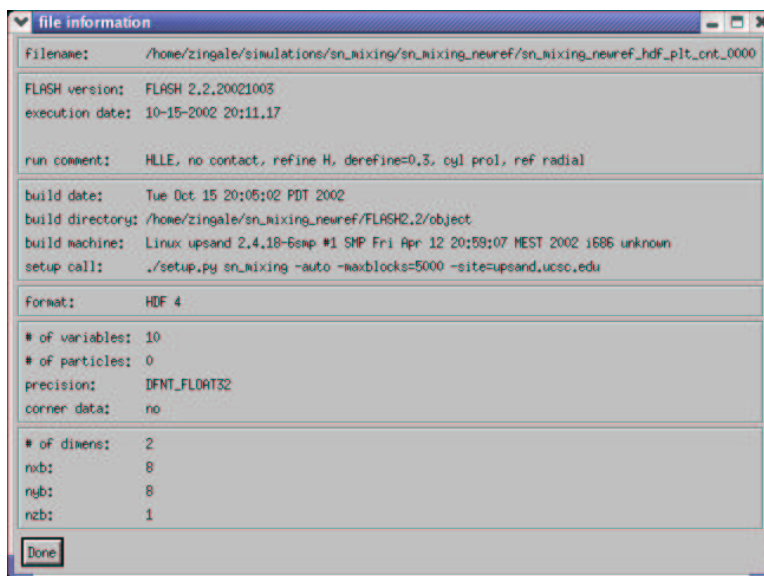 file information
filename: /home/zingale/simulations/sn_mixing/sn_mixing_newref/sn_mixing_newref_hdf_plt_cnt_0000
FLASH version: FLASH 2.2.20021003
execution date: 10-15-2002 20:11.17
run comment: HLLE, no contact, refine H, derefine=0.3, cyl prol, ref radial
build date: Tue Oct 15 20:05:02 PDT 2002
build directory: /home/zingale/sn_mixing_newref/FLASH2.2/object
build machine: Linux upsand 2.4.18-6smp #1 SMP Fri Apr 12 20:59:07 MEST 2002 i686 unknown
setup call: ./setup.py sn_mixing -auto -maxblocks=5000 -site=upsand.ucsc.edu
format: HDF 4
# of variables: 10
# of particles: 0
precision: DFNT_FLOAT32
corner data: no
# of dimens: 2
nxb: 8
nyb: 8
nzb: 1
Done